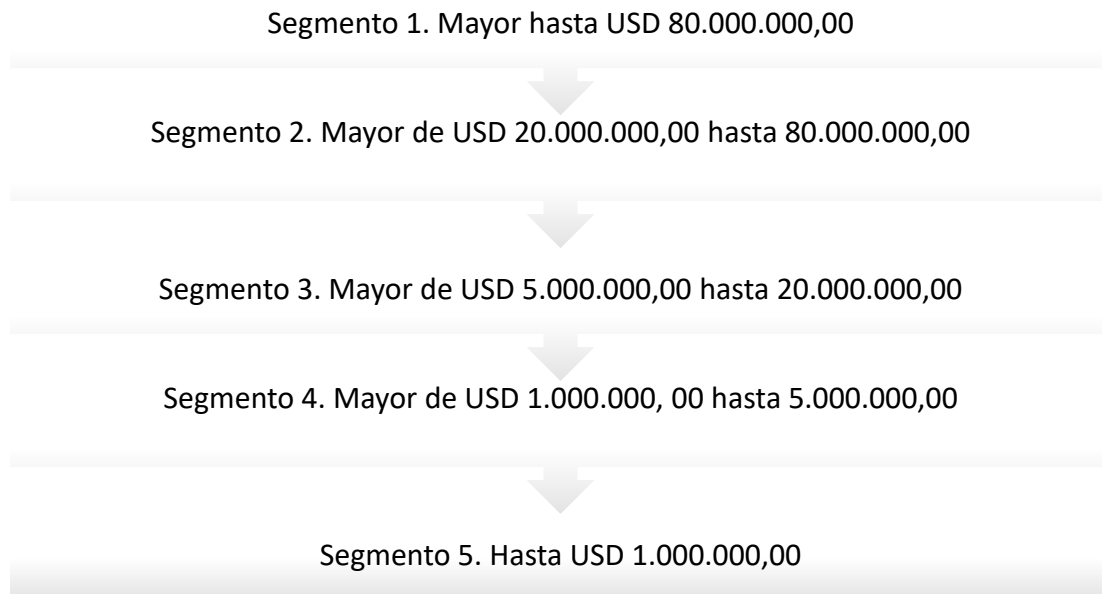 Segmento 1. Mayor hasta USD 80.000.000,00
Segmento 2. Mayor de USD 20.000.000,00 hasta 80.000.000,00
Segmento 3. Mayor de USD 5.000.000,00 hasta 20.000.000,00
Segmento 4. Mayor de USD 1.000.000, 00 hasta 5.000.000,00
Segmento 5. Hasta USD 1.000.000,00